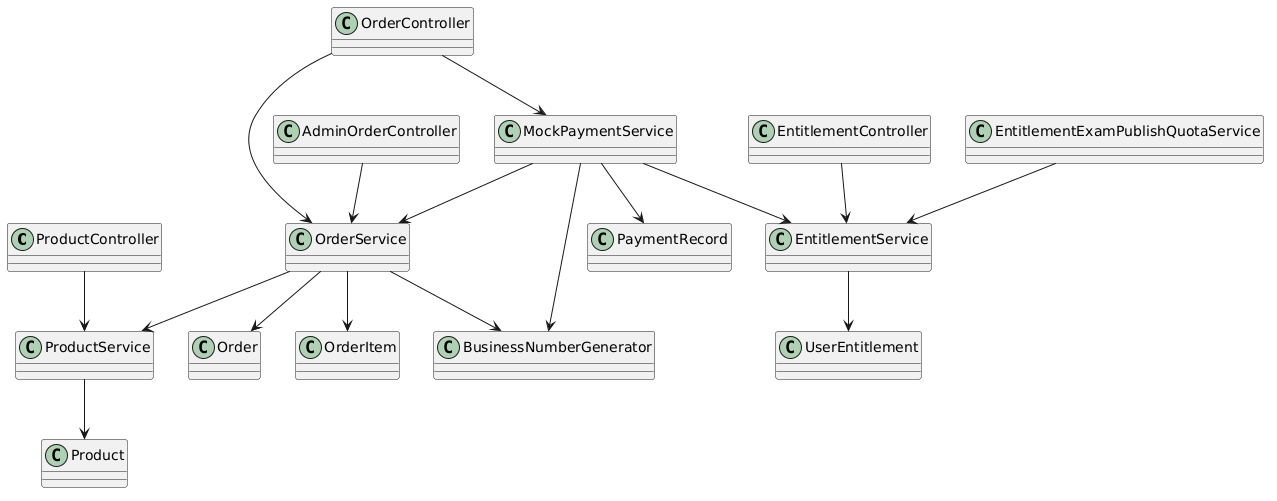 C OrderController
C AdminOrderController
C MockPaymentService
C EntitlementController
C EntitlementExamPublishQuotaService
C ProductController
C OrderService
C PaymentRecord
C EntitlementService
C ProductService
C Order
C OrderItem
C BusinessNumberGenerator
C UserEntitlement
C Product